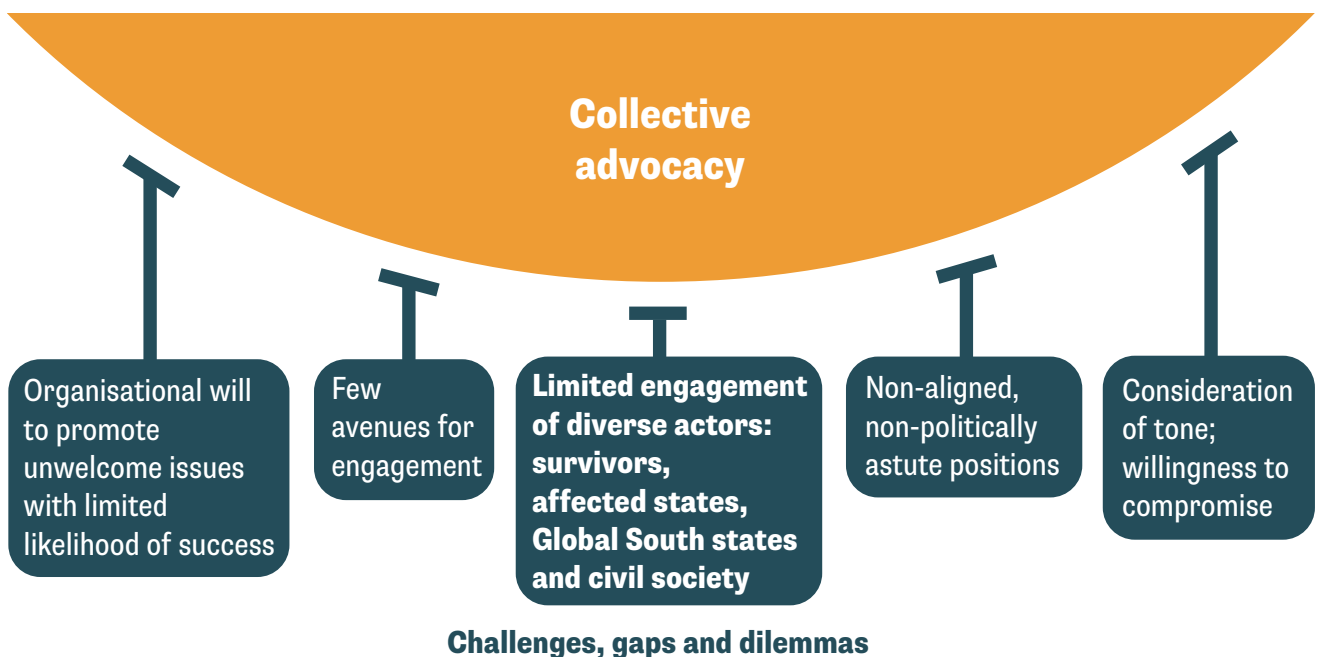 Collective
advocacy
Organisational will
to promote
unwelcome issues
with limited
likelihood of success
Few
avenues for
engagement
Limited engagement
of diverse actors:
survivors,
affected states,
Global South states
and civil society
Non-aligned,
non-politically
astute positions
Consideration
of tone;
willingness to
compromise
Challenges, gaps and dilemmas